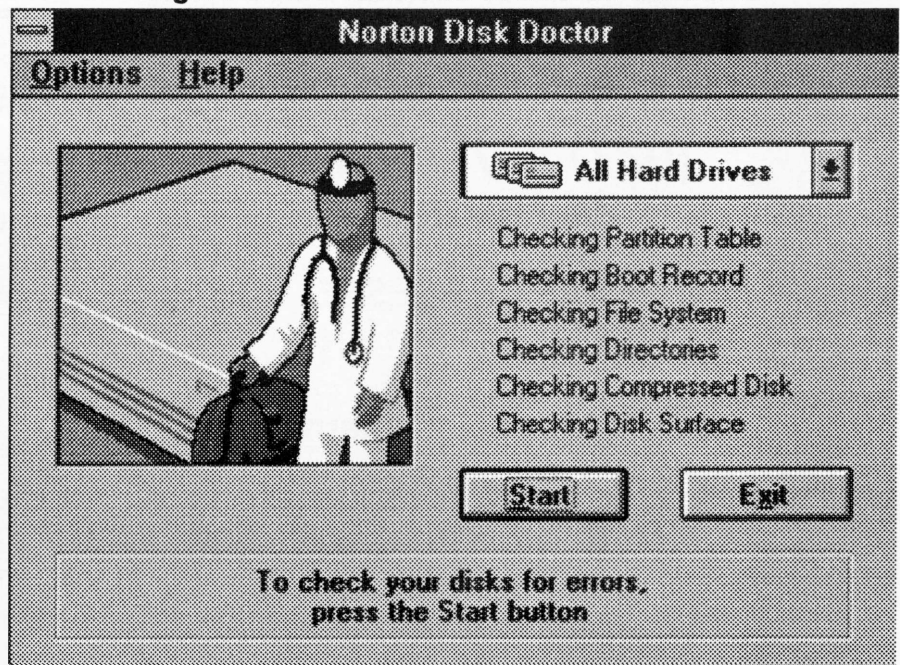 Norton Disk Doctor
Options Help
All Hard Drives
Checking Partition Table
Checking Boot Record
Checking File System
Checking Directories
Checking Compressed Disk
Checking Disk Surface
Start Exit
To check your disks for errors,
press the Start button